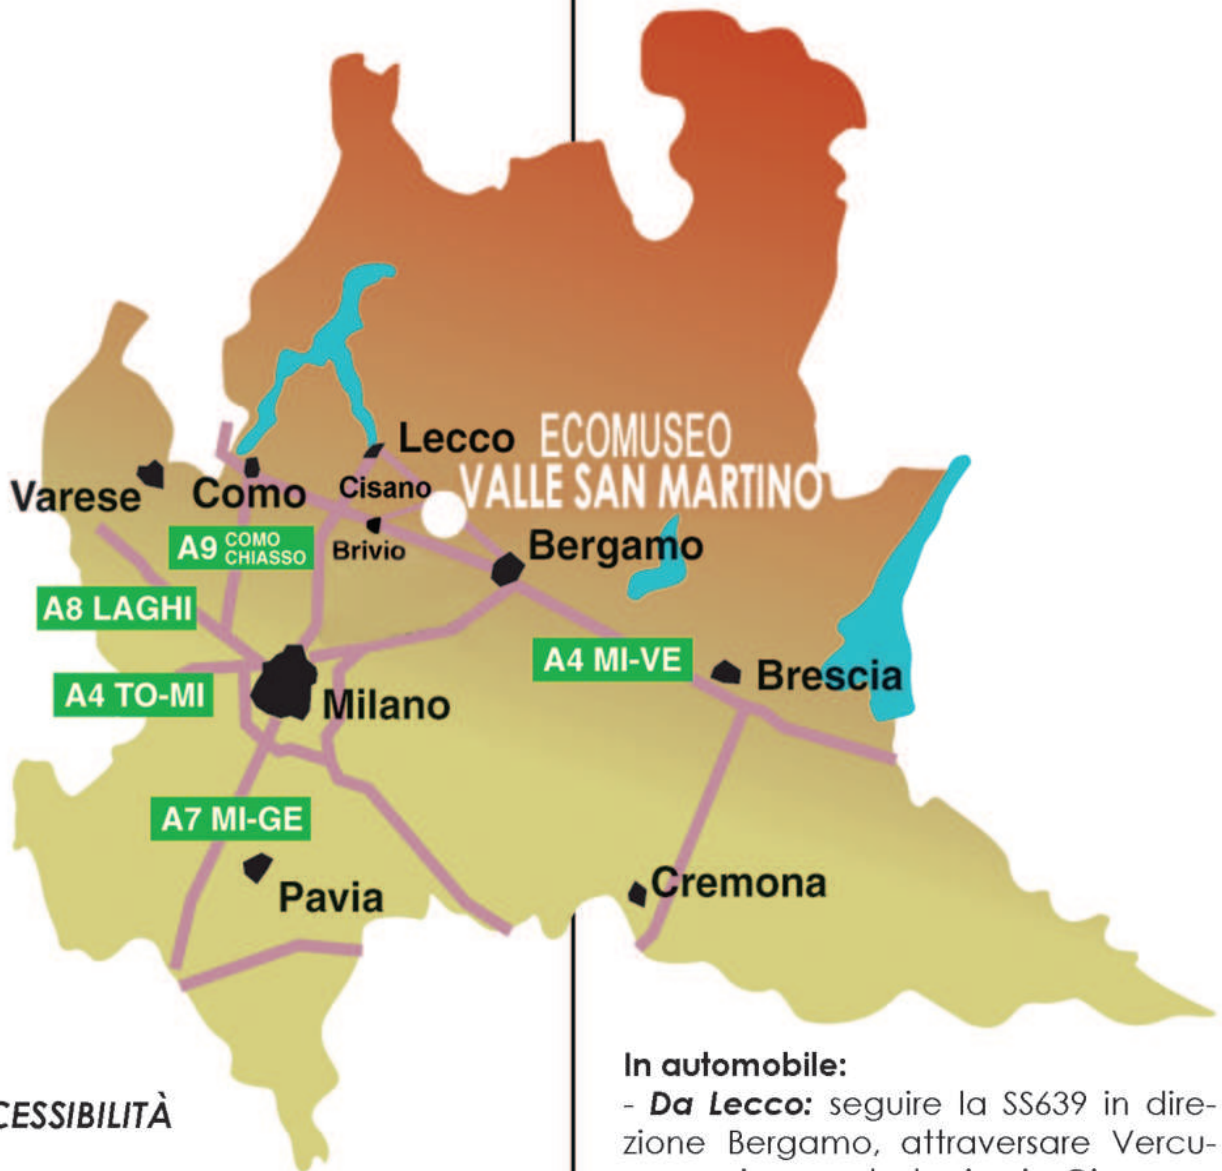 Lecco ECOMUSEO
VALLE SAN MARTINO
Varese
Como
Cisano
A9 COMO
CHIASSO
Brivio
Bergamo
A8 LAGHI
A4 MI-VE
Brescia
A4 TO-MI
Milano
A7 MI-GE
Pavia
Cremona
CESSIBILITÀ
In automobile:
- Da Lecco: seguire la SS639 in dire-
zione Bergamo, attraversare Vercu-